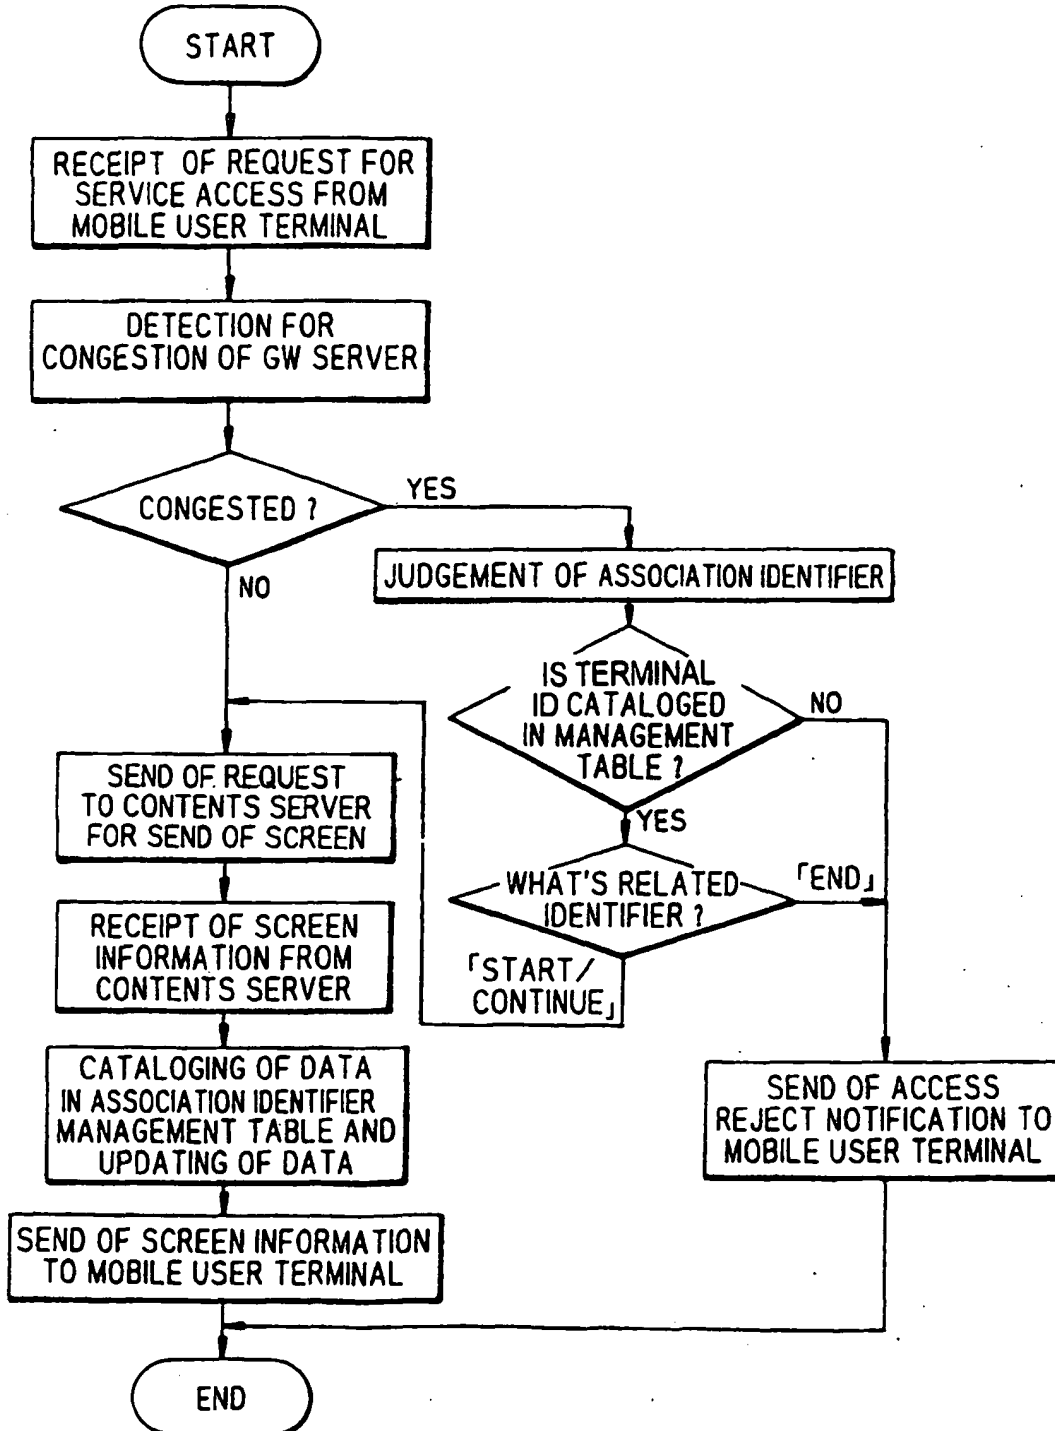 START
RECEIPT OF REQUEST FOR
SERVICE ACCESS FROM
MOBILE USER TERMINAL
DETECTION FOR
CONGESTION OF GW SERVER
CONGESTED ?
YES
NO
JUDGEMENT OF ASSOCIATION IDENTIFIER
IS TERMINAL
ID CATALOGED
IN MANAGEMENT
TABLE ?
NO
YES
WHAT'S RELATED
IDENTIFIER ?
「END」
「START/
CONTINUE」
SEND OF REQUEST
TO CONTENTS SERVER
FOR SEND OF SCREEN
RECEIPT OF SCREEN
INFORMATION FROM
CONTENTS SERVER
CATALOGING OF DATA
IN ASSOCIATION IDENTIFIER
MANAGEMENT TABLE AND
UPDATING OF DATA
SEND OF ACCESS
REJECT NOTIFICATION TO
MOBILE USER TERMINAL
SEND OF SCREEN INFORMATION
TO MOBILE USER TERMINAL
END